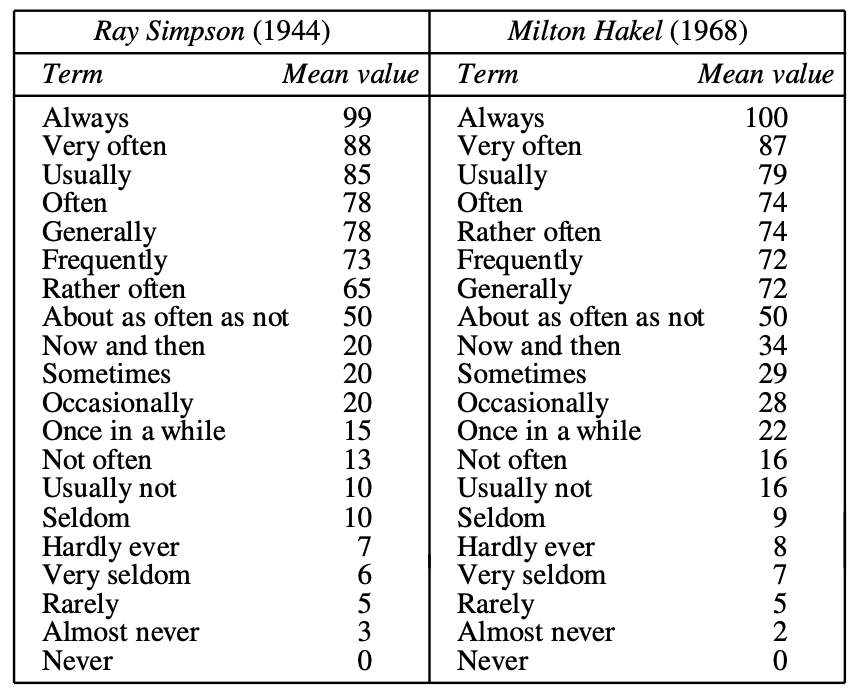 Ray Simpson (1944) Milton Hakel (1968)
Term Mean value Term Mean value
Always 99 Always 100
Very often 88 Very often 87
Usually 85 Usually 79
Often 78 Often 74
Generally 78 Rather often 74
Frequently 73 Frequently 72
Rather often 65 Generally 72
About as often as not 50 About as often as not 50
Now and then 20 Now and then 34
Sometimes 20 Sometimes 29
Occasionally 20 Occasionally 28
Once in a while 15 Once in a while 22
Not often 13 Not often 16
Usually not 10 Usually not 16
Seldom 10 Seldom 9
Hardly ever 7 Hardly ever 8
Very seldom 6 Very seldom 7
Rarely 5 Rarely 5
Almost never 3 Almost never 2
Never 0 Never 0